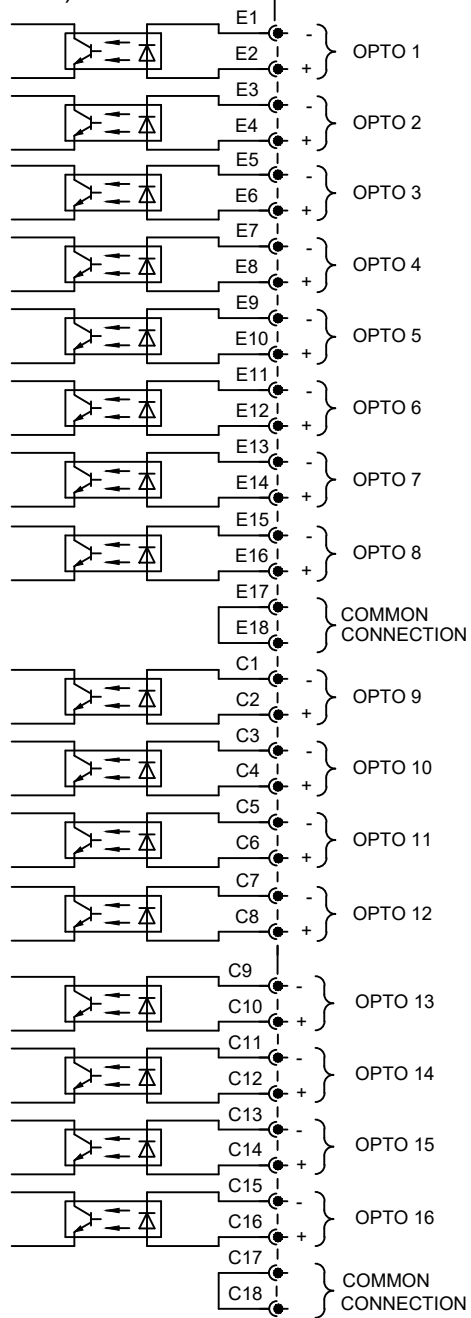 E1 -
E2 + OPTO 1
E3 -
E4 + OPTO 2
E5 -
E6 + OPTO 3
E7 -
E8 + OPTO 4
E9 -
E10 + OPTO 5
E11 -
E12 + OPTO 6
E13 -
E14 + OPTO 7
E15 -
E16 + OPTO 8
E17
E18 COMMON
CONNECTION
C1 -
C2 + OPTO 9
C3 -
C4 + OPTO 10
C5 -
C6 + OPTO 11
C7 -
C8 + OPTO 12
C9 -
C10 + OPTO 13
C11 -
C12 + OPTO 14
C13 -
C14 + OPTO 15
C15 -
C16 + OPTO 16
C17
C18 COMMON
CONNECTION